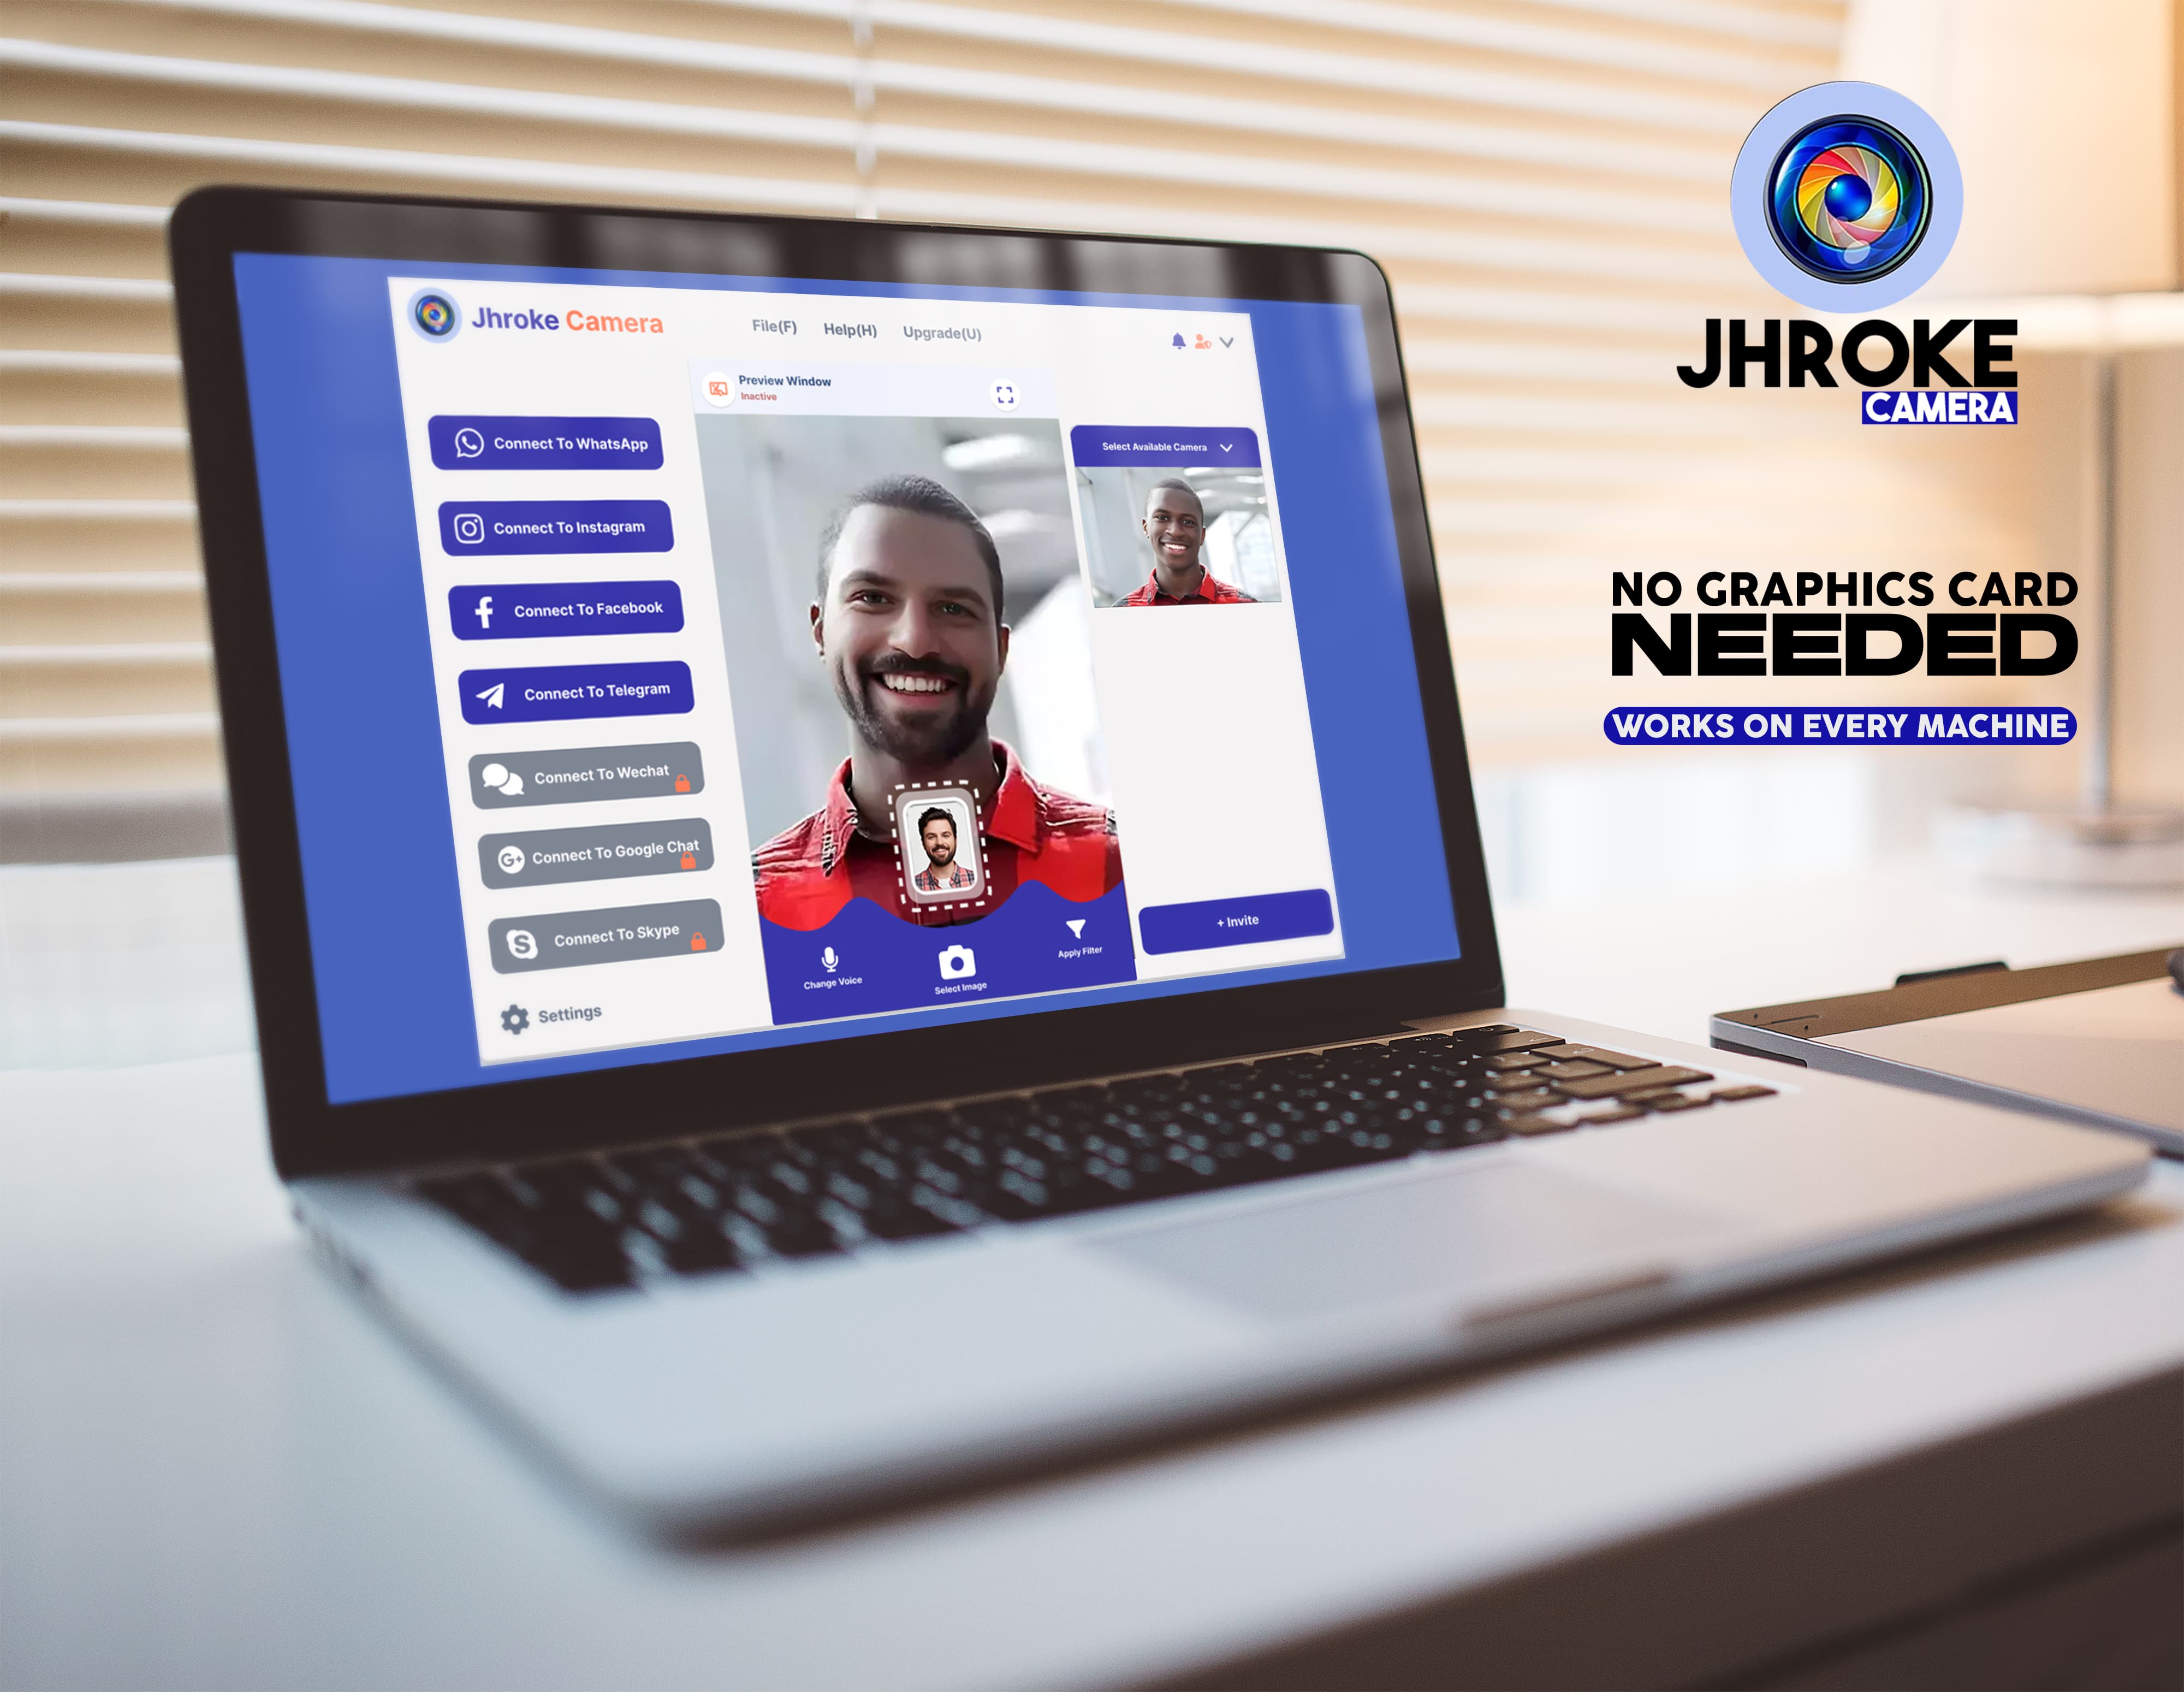 Jhroke Camera
File(F)
Help(H)
Upgrade(U)
Connect To WhatsApp
Connect To Instagram
Connect To Facebook
Connect To Telegram
Connect To Wechat
G+
Connect To Google Chat
Connect To Skype
Settings
Preview Window
Inactive
Change Voice
Select Image
Apply Filter
Select Available Camera
+ Invite
JHROKE
CAMERA
NO GRAPHICS CARD
NEEDED
WORKS ON EVERY MACHINE